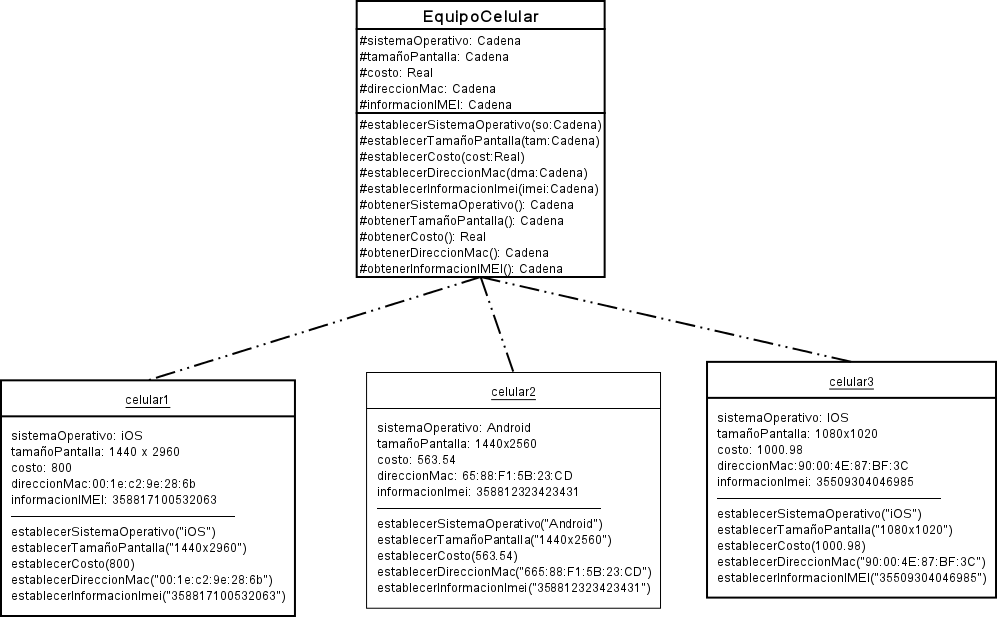 EquipoCelular
#sistemaOperativo: Cadena
#tamañoPantalla: Cadena
#costo: Real
#direccionMac: Cadena
#informacionIMEI: Cadena
#establecerSistemaOperativo(so:Cadena)
#establecerTamañoPantalla(tam:Cadena)
#establecerCosto(cost:Real)
#establecerDireccionMac(dma:Cadena)
#establecerInformacionImei(imei:Cadena)
#obtenerSistemaOperativo(): Cadena
#obtenerTamañoPantalla(): Cadena
#obtenerCosto(): Real
#obtenerDireccionMac(): Cadena
#obtenerInformacionIMEI(): Cadena
celular1
sistemaOperativo: iOS
tamañoPantalla: 1440 x 2960
costo: 800
direccionMac:00:1e:c2:9e:28:6b
informacionIMEI: 358817100532063
establecerSistemaOperativo("iOS")
establecerTamañoPantalla("1440x2960")
establecerCosto(800)
establecerDireccionMac("00:1e:c2:9e:28:6b")
establecerInformacionImei("358817100532063")
celular2
sistemaOperativo: Android
tamañoPantalla: 1440x2560
costo: 563.54
direccionMac: 65:88:F1:5B:23:CD
informacionImei: 358812323423431
establecerSistemaOperativo("Android")
establecerTamañoPantalla("1440x2560")
establecerCosto(563.54)
establecerDireccionMac("665:88:F1:5B:23:CD")
establecerInformacionImei("358812323423431")
celular3
sistemaOperativo: IOS
tamañoPantalla: 1080x1020
costo: 1000.98
direccionMac:90:00:4E:87:BF:3C
informacionImei: 35509304046985
establecerSistemaOperativo("iOS")
establecerTamañoPantalla("1080x1020")
establecerCosto(1000.98)
establecerDireccionMac("90:00:4E:87:BF:3C")
establecerInformacionIMEI("35509304046985")